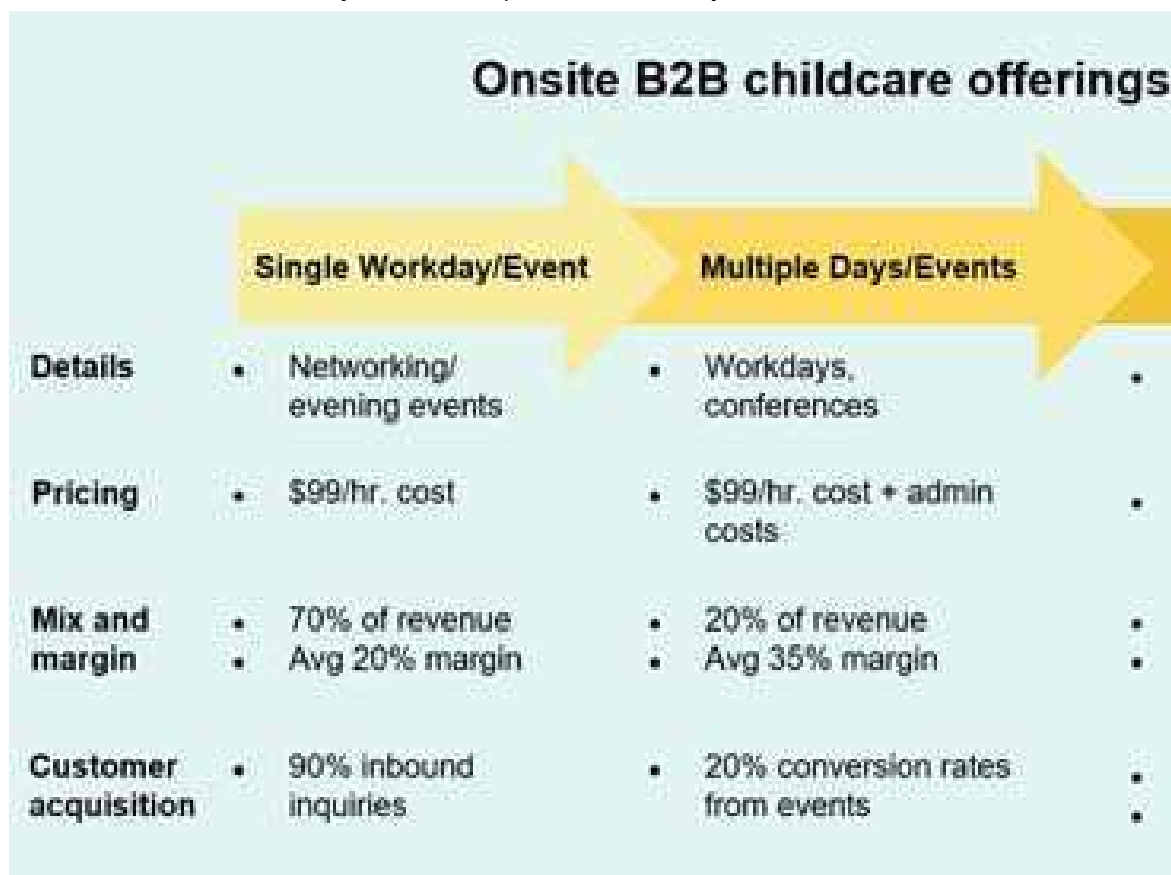 Onsite B2B childcare offerings
Single Workday/Event
Multiple Days/Events
Details
• Networking/
evening events
• Workdays,
conferences
•
Pricing
• $99/hr. cost
• $99/hr. cost + admin
costs
•
Mix and
margin
• 70% of revenue
• Avg 20% margin
• 20% of revenue
• Avg 35% margin
•
•
Customer
acquisition
• 90% inbound
inquiries
• 20% conversion rates
from events
•
•